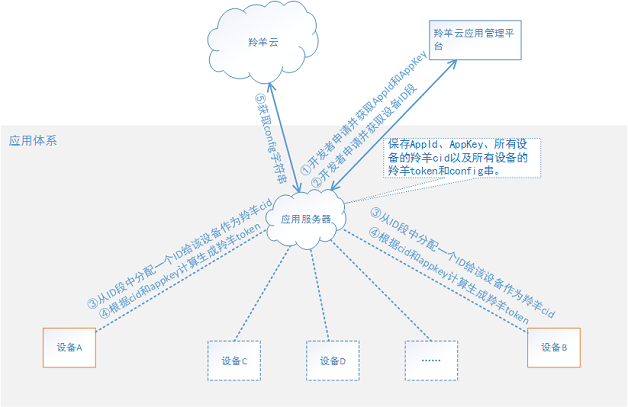 羚羊云
羚羊云应用管理平
台
①开发者申请并获取AppId和AppKey
②开发者申请并获取设备ID段
⑤获取config字符串
应用体系
保存AppId、AppKey、所有
设备的羚羊cid以及所有设备的
羚羊token和config串。
应用服务器
③从ID段中分配一个ID给该设备作为羚羊cid
④根据cid和appkey计算生成羚羊token
③从ID段中分配一个ID给该设备作为羚羊cid
④根据cid和appkey计算生成羚羊token
设备A
设备C
设备D
……
设备B